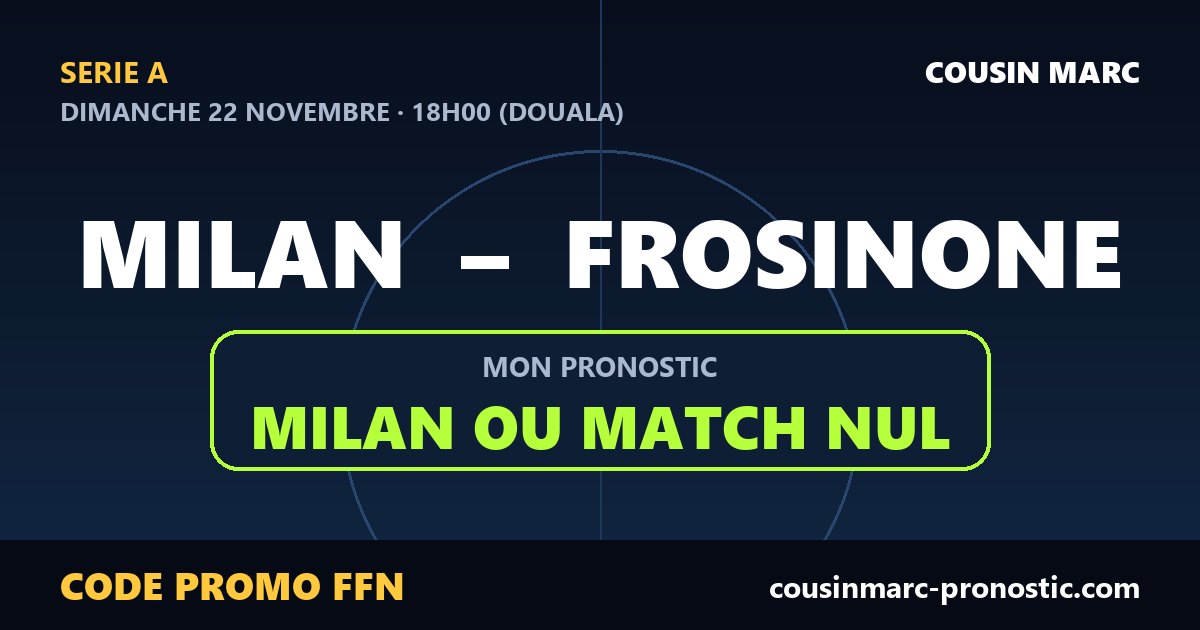 SERIE A
COUSIN MARC
DIMANCHE 22 NOVEMBRE · 18H00 (DOUALA)
MILAN – FROSINONE
MON PRONOSTIC
MILAN OU MATCH NUL
CODE PROMO FFN
cousinmarc-pronostic.com